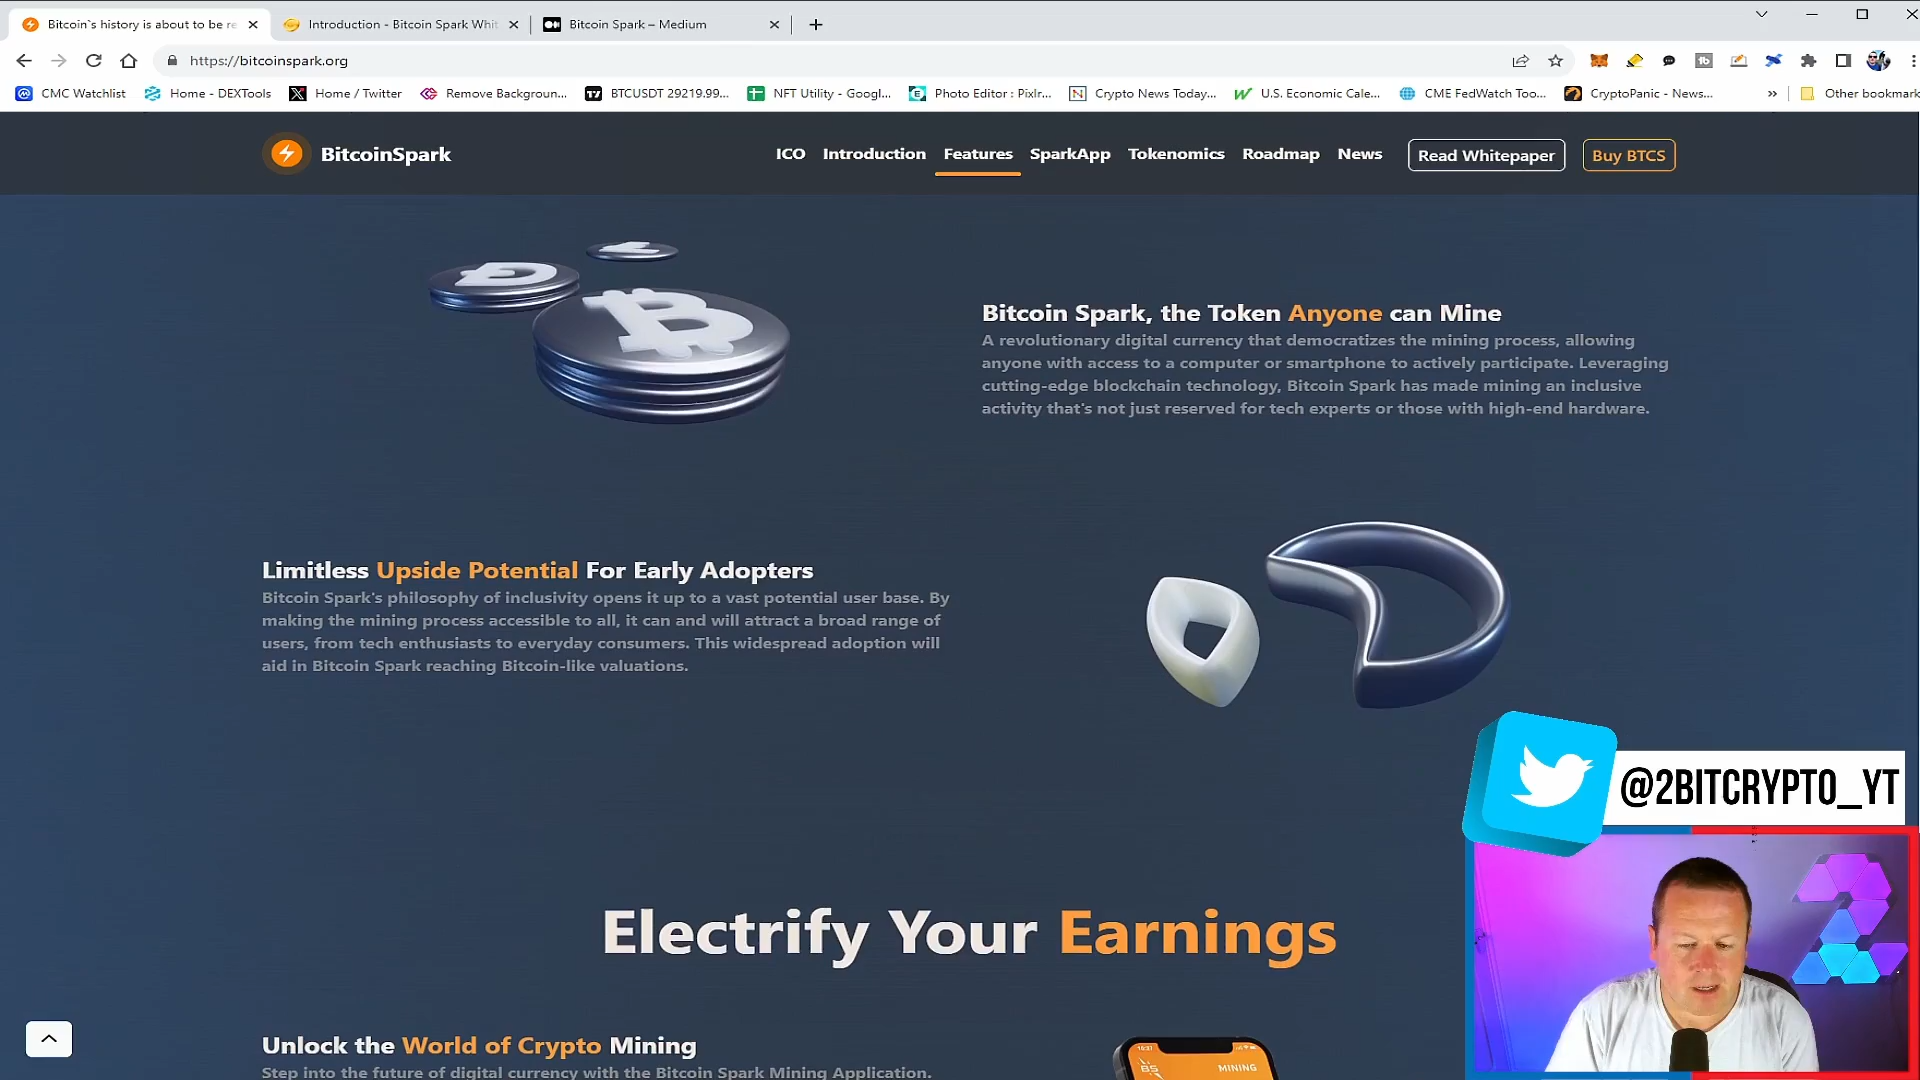 Bitcoin`s history is about to be re
Introduction - Bitcoin Spark Whit
Bitcoin Spark – Medium
https://bitcoinspark.org
CMC Watchlist
Home - DEXTools
Home / Twitter
Remove Backgroun...
BTCUSDT 29219.99...
NFT Utility - Googl...
Photo Editor : Pixlr...
Crypto News Today...
U.S. Economic Cale...
CME FedWatch Too...
CryptoPanic - News...
»
Other bookmark
BitcoinSpark
ICO
Introduction
Features
SparkApp
Tokenomics
Roadmap
News
Read Whitepaper
Buy BTCS
Bitcoin Spark, the Token Anyone can Mine
A revolutionary digital currency that democratizes the mining process, allowing
anyone with access to a computer or smartphone to actively participate. Leveraging
cutting-edge blockchain technology, Bitcoin Spark has made mining an inclusive
activity that's not just reserved for tech experts or those with high-end hardware.
Limitless Upside Potential For Early Adopters
Bitcoin Spark's philosophy of inclusivity opens it up to a vast potential user base. By
making the mining process accessible to all, it can and will attract a broad range of
users, from tech enthusiasts to everyday consumers. This widespread adoption will
aid in Bitcoin Spark reaching Bitcoin-like valuations.
@2BITCRYPTO_YT
Electrify Your Earnings
Unlock the World of Crypto Mining
Step into the future of digital currency with the Bitcoin Spark Mining Application.
BS
MINING